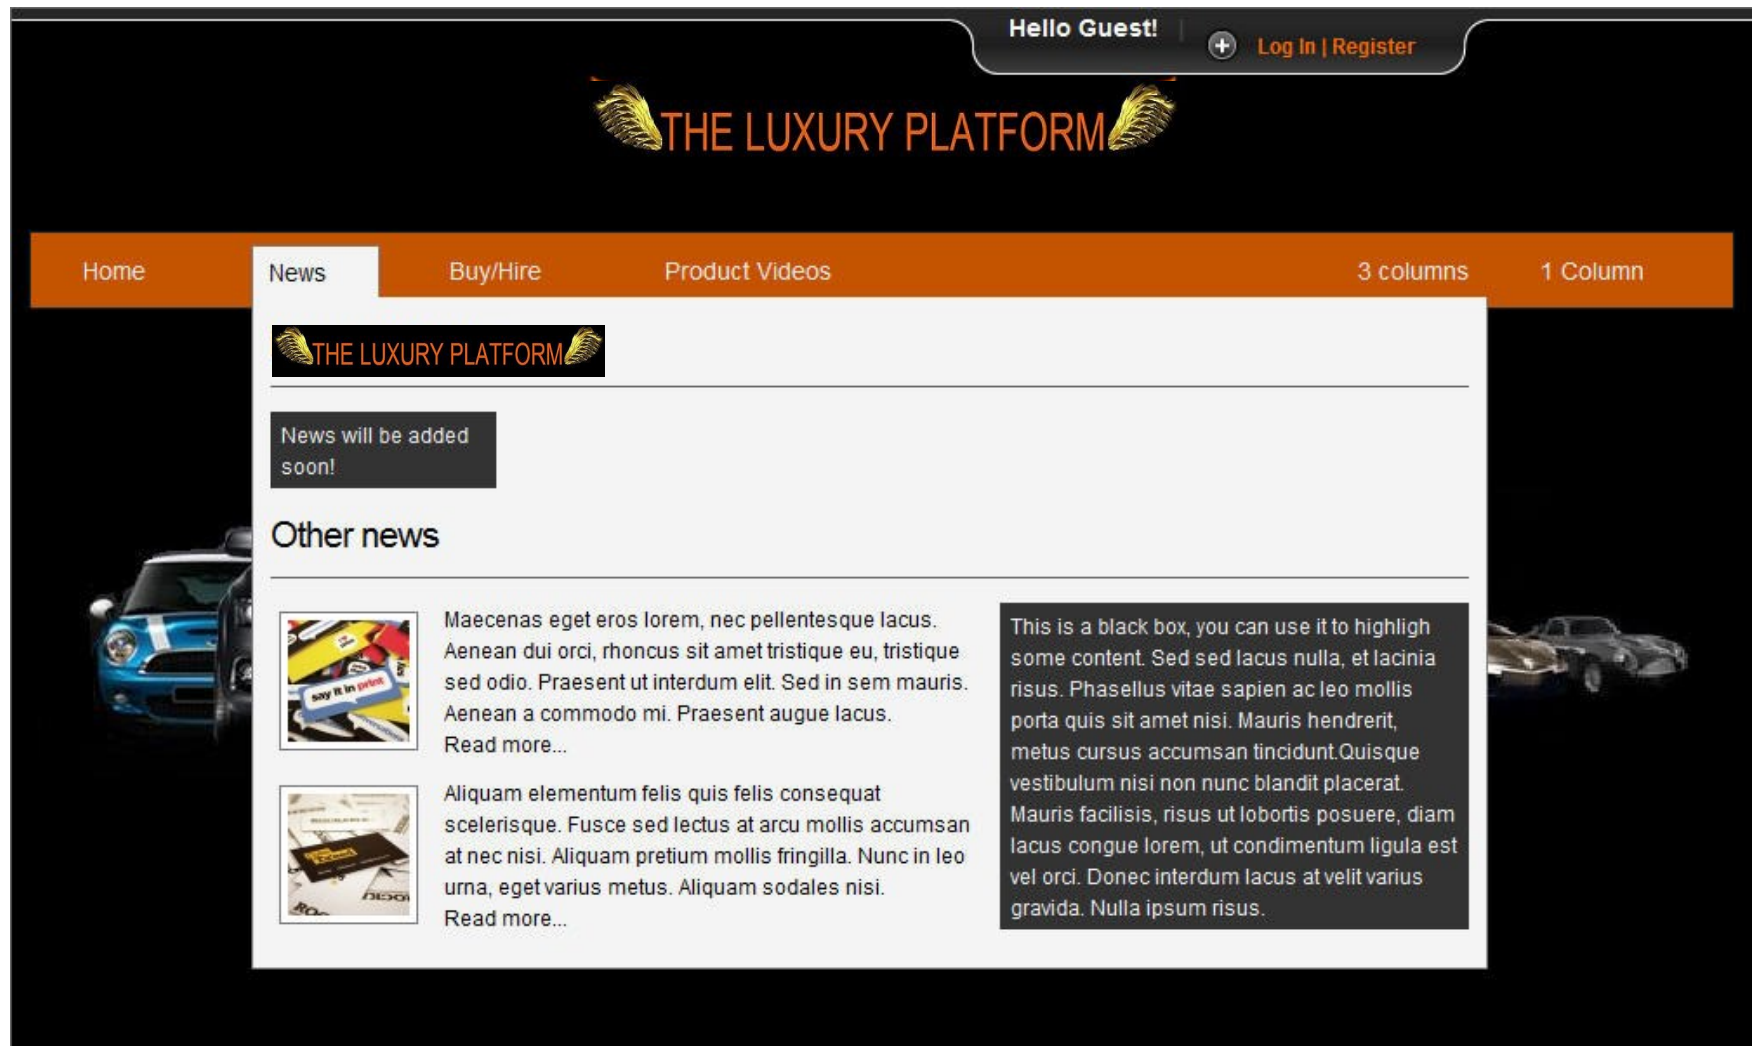 Hello Guest!
Log In | Register
THE LUXURY PLATFORM
Home
News
Buy/Hire
Product Videos
3 columns
1 Column
THE LUXURY PLATFORM
News will be added
soon!
Other news
say it in print
Maecenas eget eros lorem, nec pellentesque lacus.
Aenean dui orci, rhoncus sit amet tristique eu, tristique
sed odio. Praesent ut interdum elit. Sed in sem mauris.
Aenean a commodo mi. Praesent augue lacus.
Read more...
Aliquam elementum felis quis felis consequat
scelerisque. Fusce sed lectus at arcu mollis accumsan
at nec nisi. Aliquam pretium mollis fringilla. Nunc in leo
urna, eget varius metus. Aliquam sodales nisi.
Read more...
This is a black box, you can use it to highligh
some content. Sed sed lacus nulla, et lacinia
risus. Phasellus vitae sapien ac leo mollis
porta quis sit amet nisi. Mauris hendrerit,
metus cursus accumsan tincidunt.Quisque
vestibulum nisi non nunc blandit placerat.
Mauris facilisis, risus ut lobortis posuere, diam
lacus congue lorem, ut condimentum ligula est
vel orci. Donec interdum lacus at velit varius
gravida. Nulla ipsum risus.